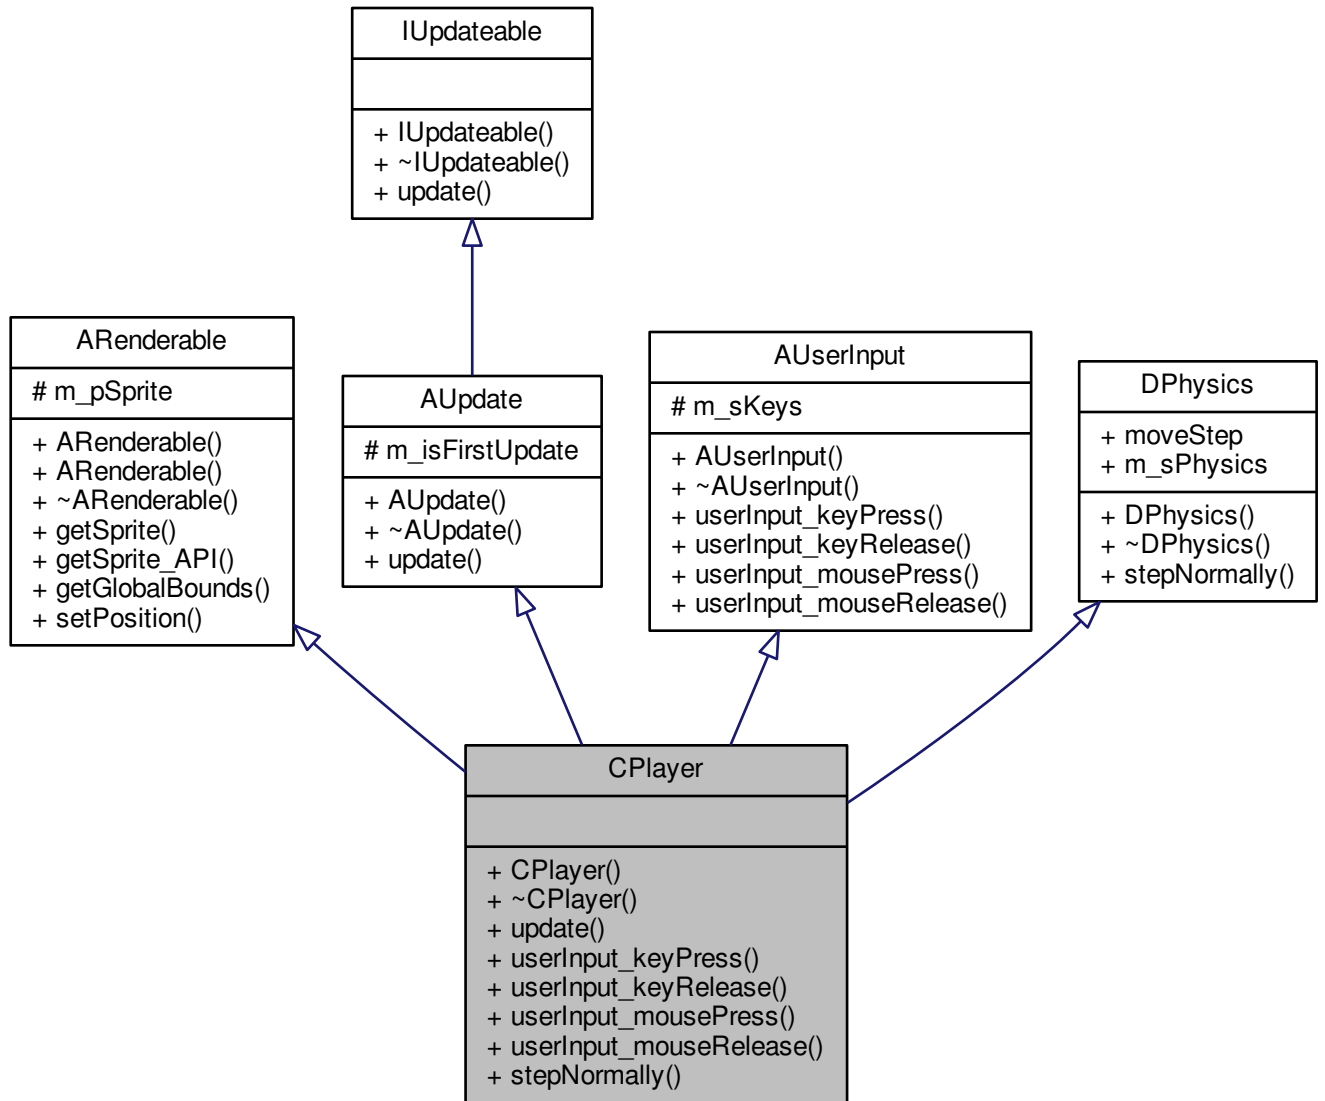 IUpdateable
+ IUpdateable()
+ ~IUpdateable()
+ update()
ARenderable
# m_pSprite
+ ARenderable()
+ ARenderable()
+ ~ARenderable()
+ getSprite()
+ getSprite_API()
+ getGlobalBounds()
+ setPosition()
AUpdate
# m_isFirstUpdate
+ AUpdate()
+ ~AUpdate()
+ update()
AUserInput
# m_sKeys
+ AUserInput()
+ ~AUserInput()
+ userInput_keyPress()
+ userInput_keyRelease()
+ userInput_mousePress()
+ userInput_mouseRelease()
DPhysics
+ moveStep
+ m_sPhysics
+ DPhysics()
+ ~DPhysics()
+ stepNormally()
CPlayer
+ CPlayer()
+ ~CPlayer()
+ update()
+ userInput_keyPress()
+ userInput_keyRelease()
+ userInput_mousePress()
+ userInput_mouseRelease()
+ stepNormally()